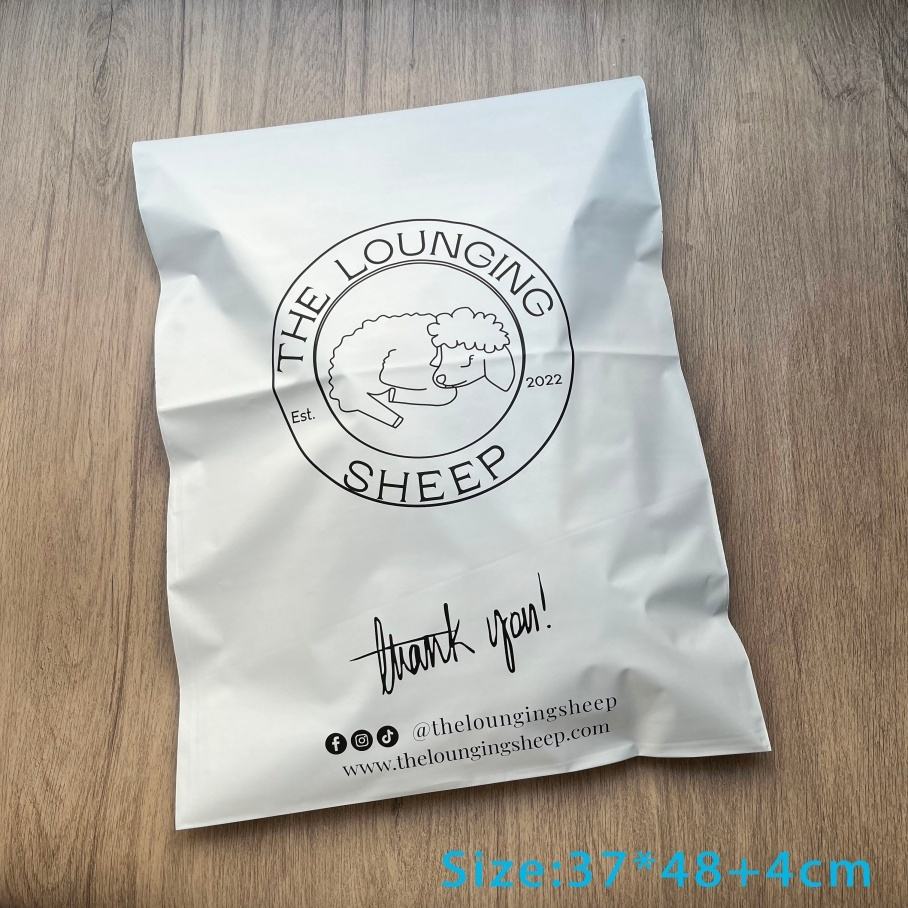 THE LOUNGING
Est.
2022
SHEEP
thank you!
@theloungingsheep
www.theloungingsheep.com
Size:37*48+4cm